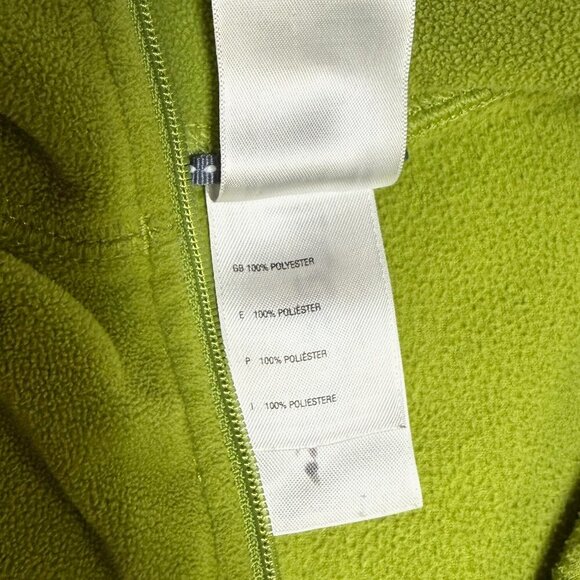 GB 100% POLYESTER
E 100% POLIÉSTER
P 100% POLIÉSTER
I 100% POLIESTERE